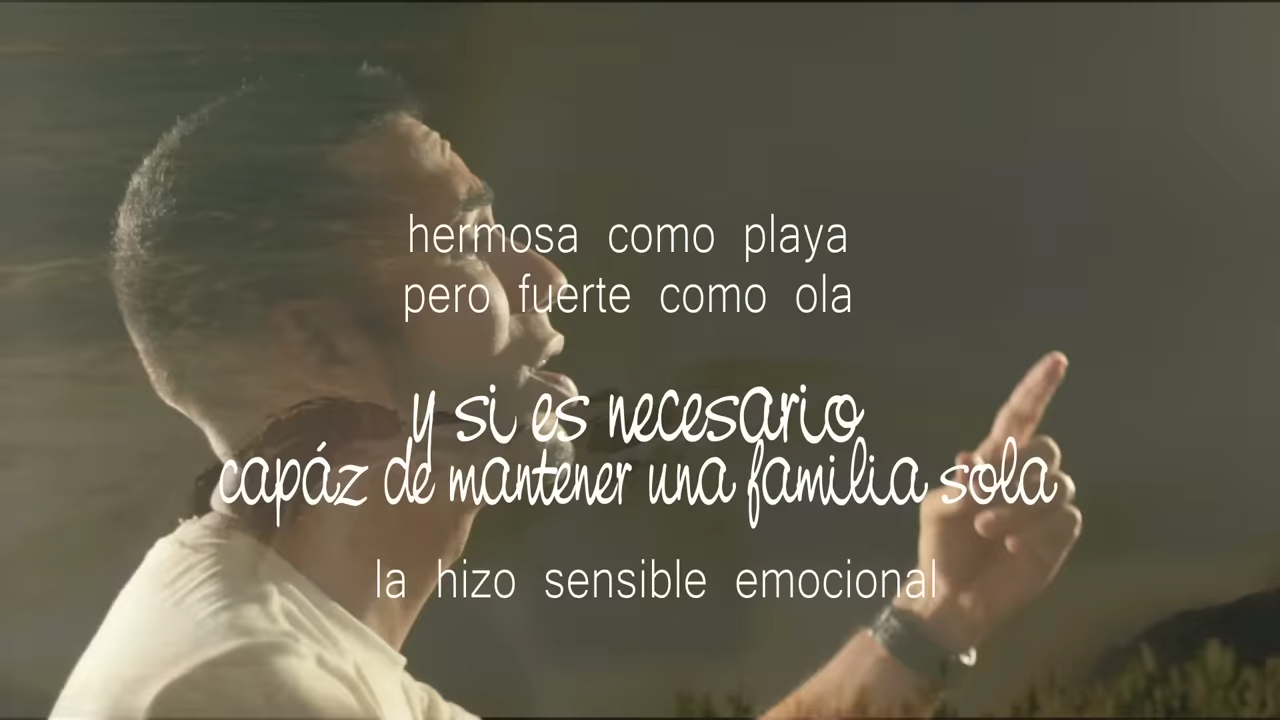 hermosa como playa
pero fuerte como ola
y si es necesario
capáz de mantener una familia sola
la hizo sensible emocional